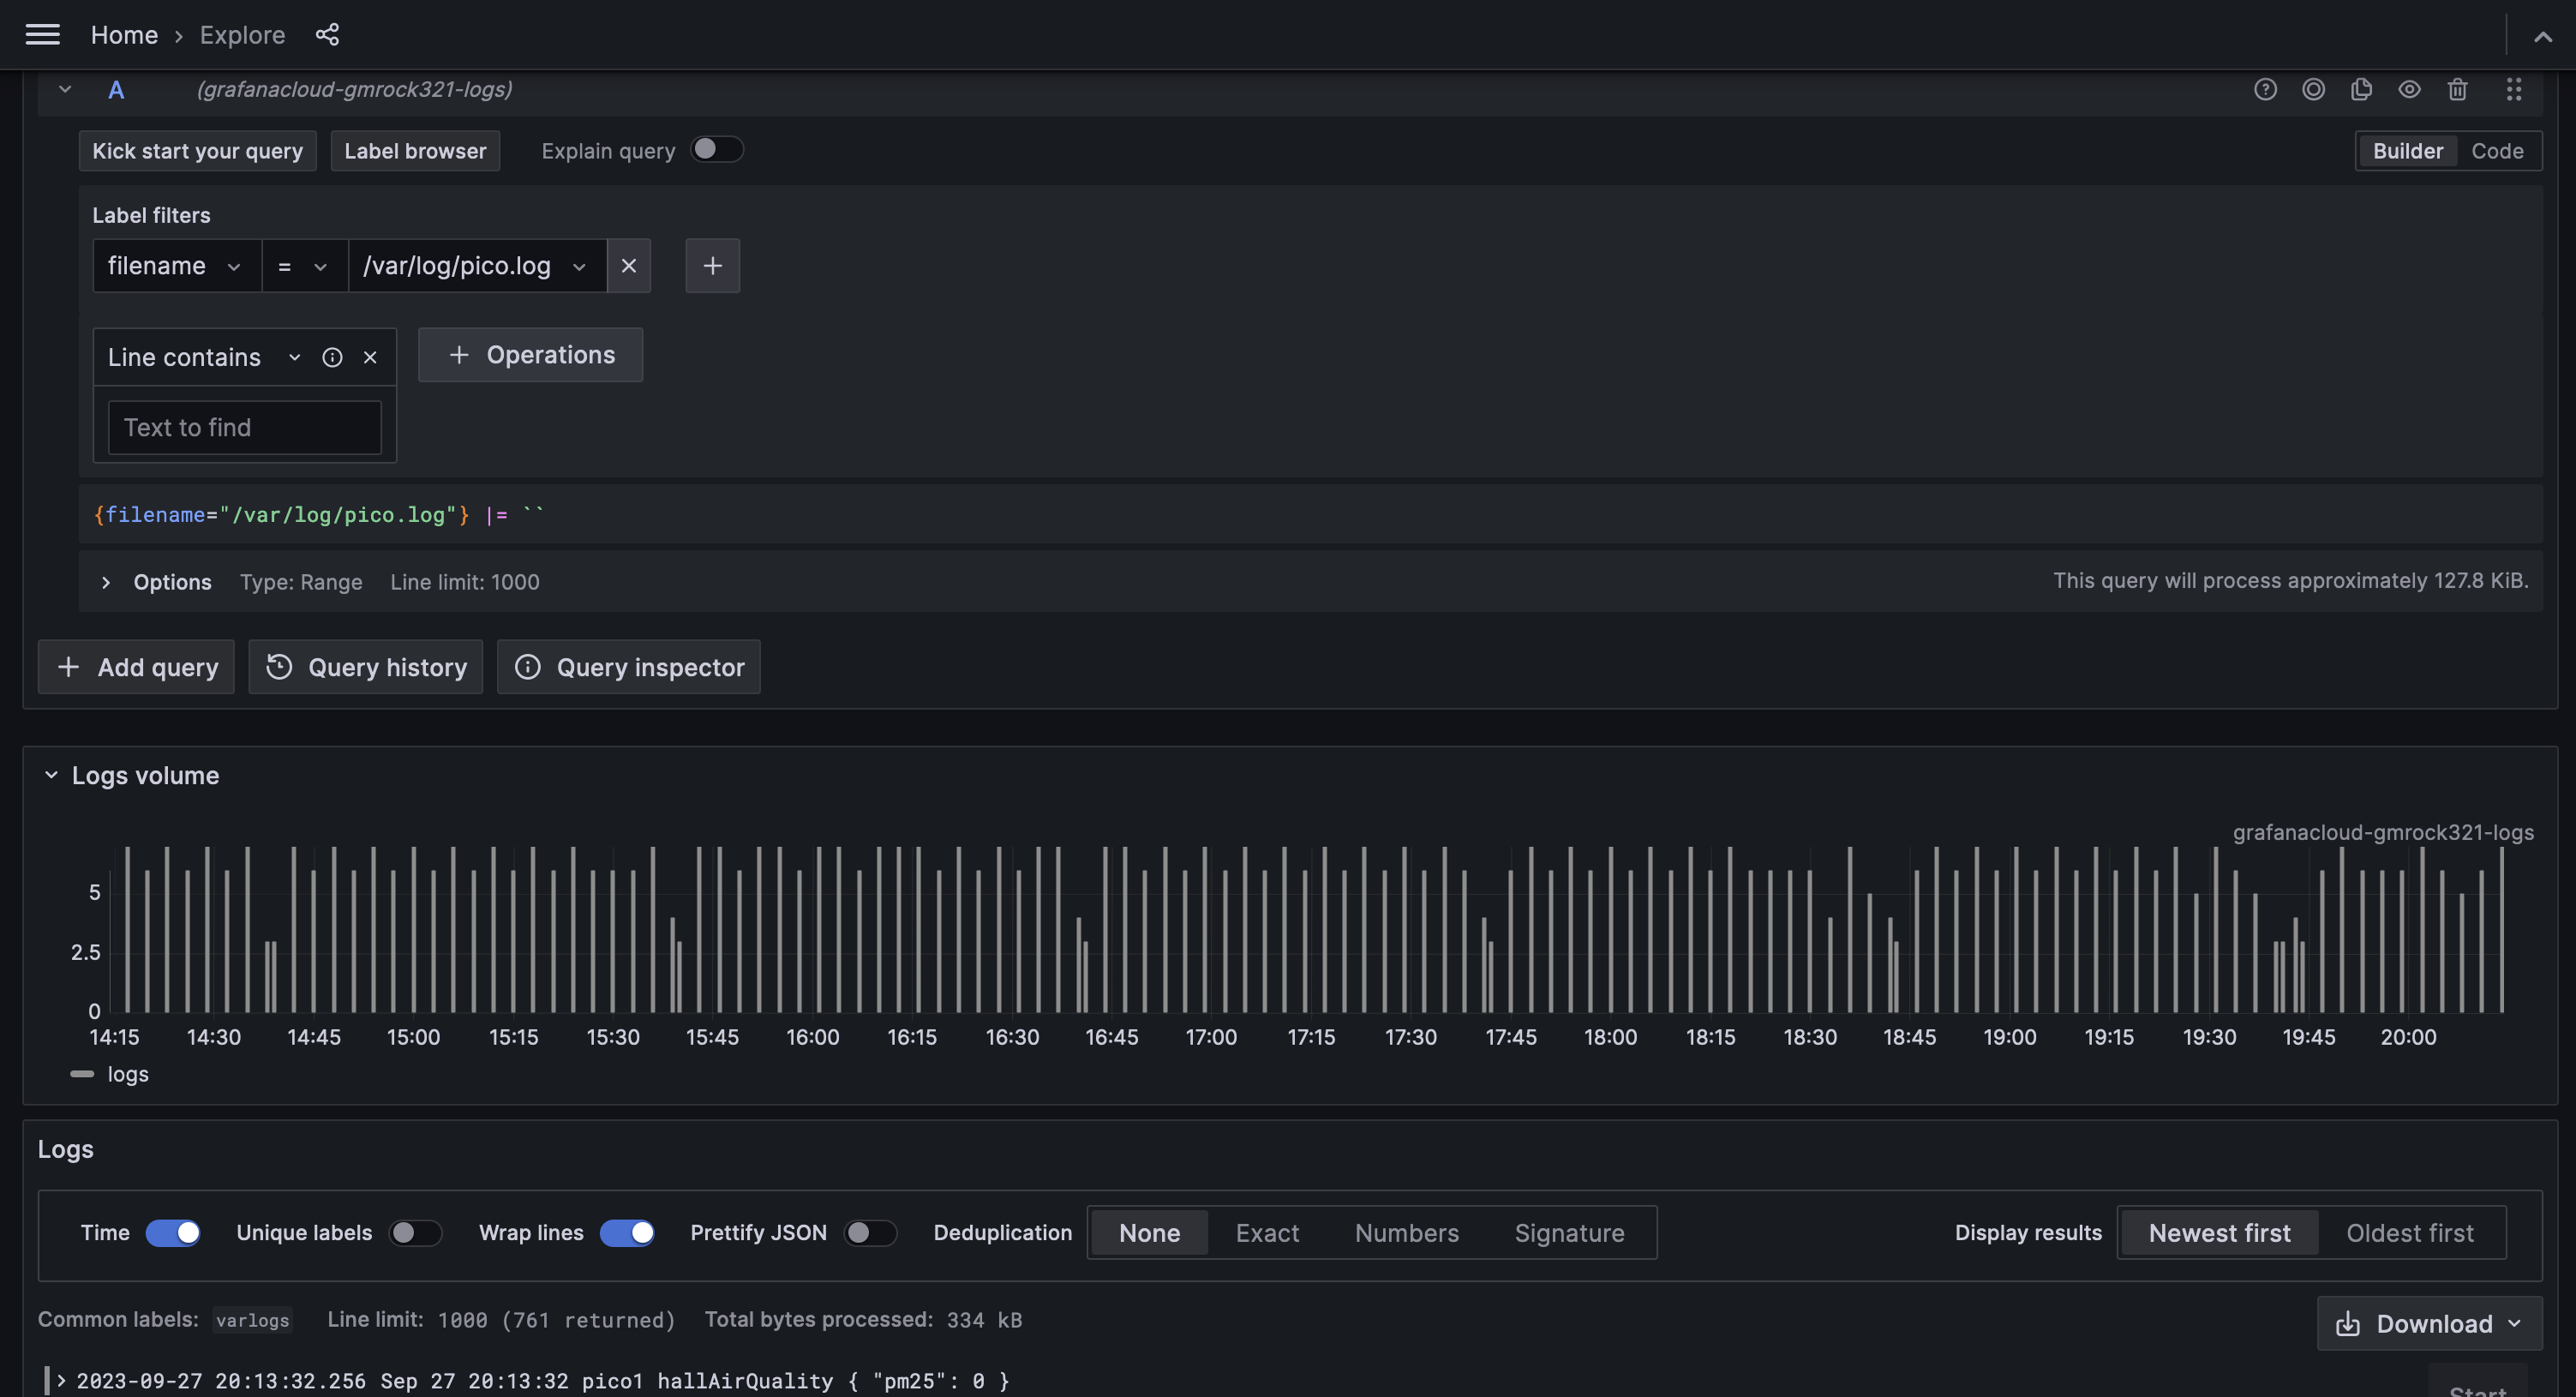 Home › Explore
A (grafanacloud-gmrock321-logs)
Kick start your query Label browser Explain query Builder Code
Label filters
filename = /var/log/pico.log
Line contains + Operations
Text to find
{filename="/var/log/pico.log"} |= ``
Options Type: Range Line limit: 1000 This query will process approximately 127.8 KiB.
+ Add query Query history Query inspector
Logs volume
grafanacloud-gmrock321-logs
5
2.5
0
14:15 14:30 14:45 15:00 15:15 15:30 15:45 16:00 16:15 16:30 16:45 17:00 17:15 17:30 17:45 18:00 18:15 18:30 18:45 19:00 19:15 19:30 19:45 20:00
logs
Logs
Time Unique labels Wrap lines Prettify JSON Deduplication None Exact Numbers Signature Display results Newest first Oldest first
Common labels: varlogs Line limit: 1000 (761 returned) Total bytes processed: 334 kB Download
2023-09-27 20:13:32.256 Sep 27 20:13:32 pico1 hallAirQuality { "pm25": 0 }
Start